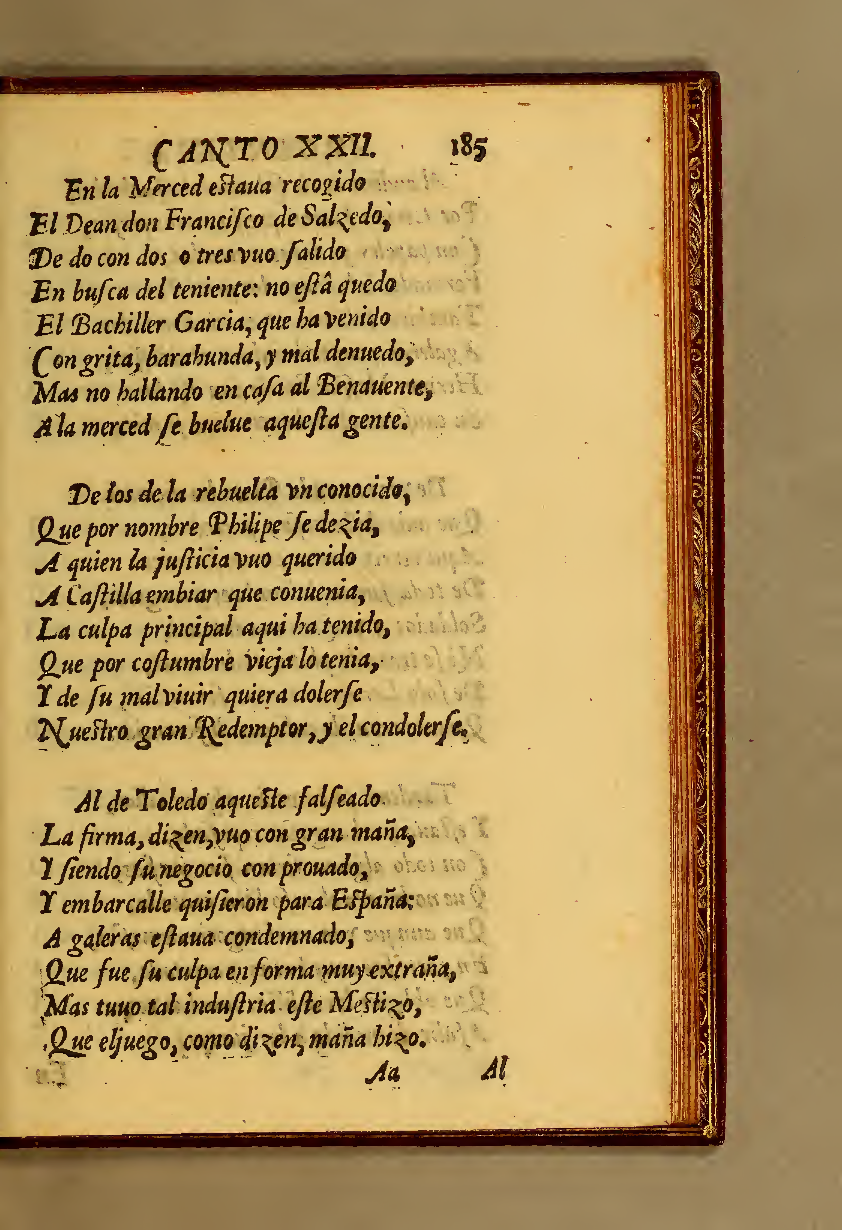 CANTO XXII. 185
En la Merced eſtaua recogido
El Dean don Franciſco de Salzedo,
De do con dos o tres vuo ſalido
En buſca del teniente: no eſtâ quedo
El Bachiller Garcia, que ha venido
Con grita, barahunda, y mal denuedo,
Mas no hallando en caſa al Benauente,
A la merced ſe buelue aqueſta gente.
De los de la rebuelta vn conocido,
Que por nombre Philipe ſe dezia,
A quien la juſticia vuo querido
A Caſtilla embiar que conuenia,
La culpa principal aqui ha tenido,
Que por coſtumbre vieja lo tenia,
Y de ſu mal viuir quiera dolerſe
Nueſtro gran Redemptor, y el condolerſe.
Al de Toledo aqueſte falſeado
La firma, dizen, vuo con gran maña,
Y ſiendo ſu negocio con prouado,
Y embarcalle quiſieron para Eſpaña:
A galeras eſtaua condemnado,
Que fue ſu culpa en forma muy extraña,
Mas tuuo tal induſtria eſte Meſtizo,
Que el juego, como dizen, maña hizo.
Aa Al